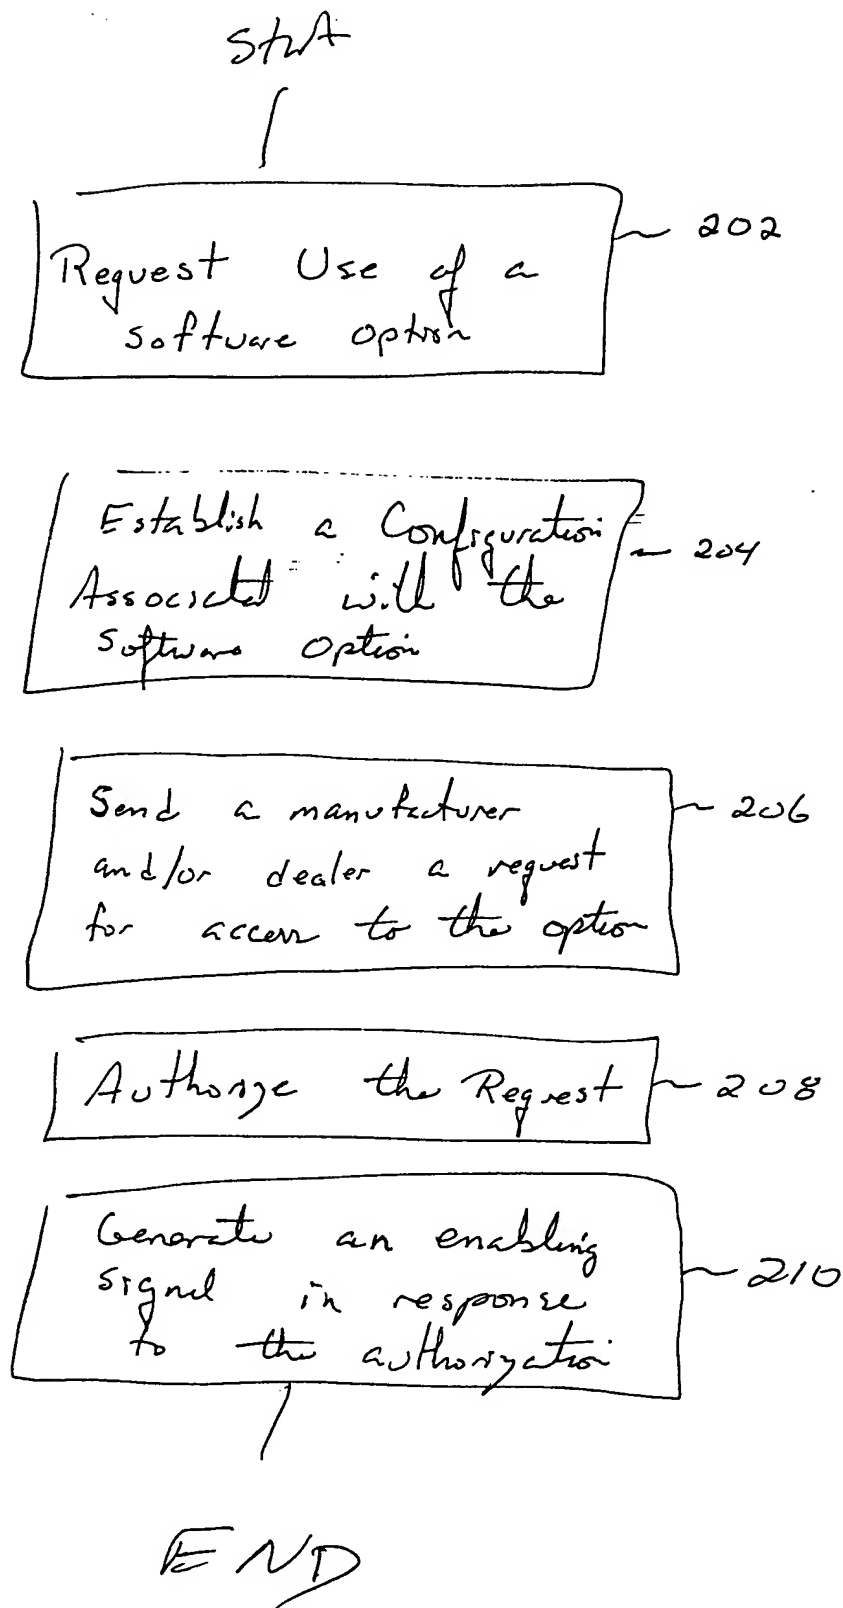 Start
Request Use of a
software option
202
Establish a Configuration
Associated with the
Software Option
204
Send a manufacturer
and/or dealer a request
for access to the option
206
Authorize the Request
208
Generate an enabling
signal in response
to the authorization
210
END